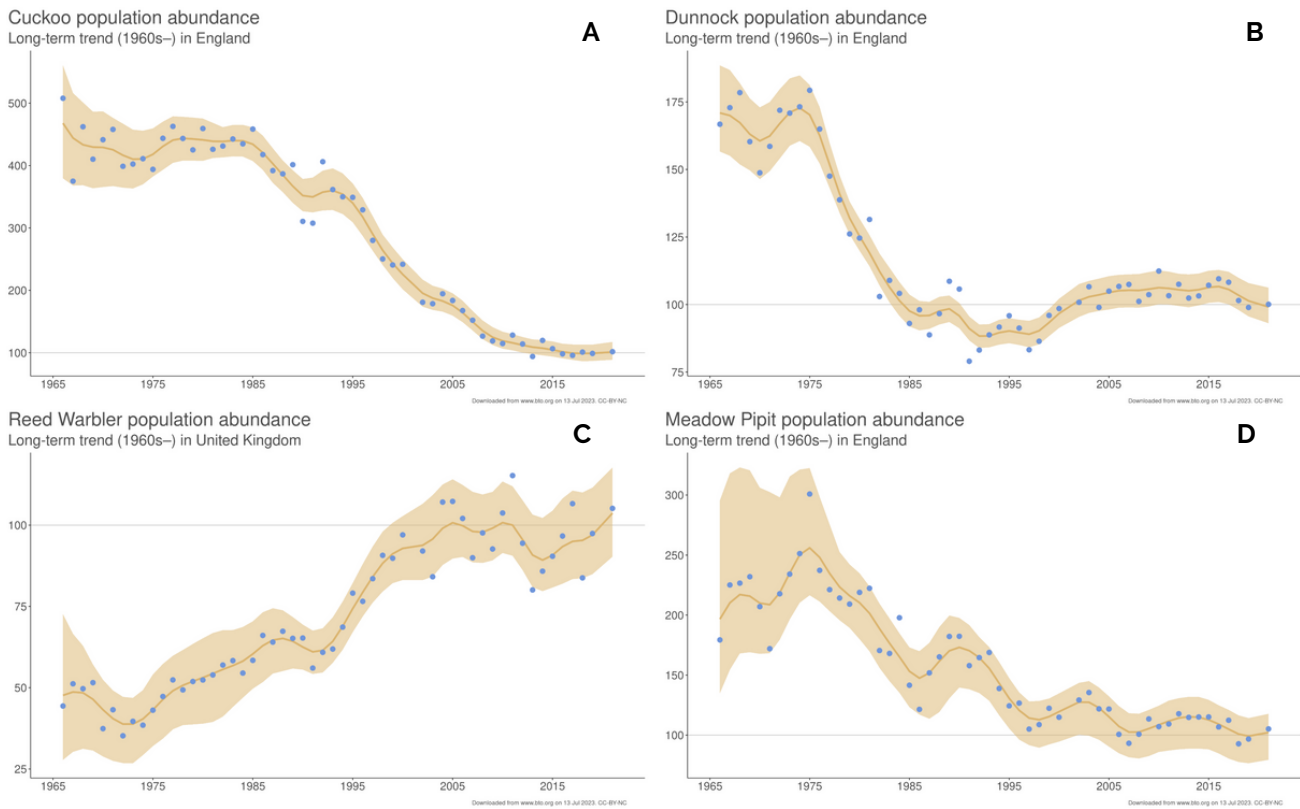 Cuckoo population abundance
Long-term trend (1960s–) in England
A
500
400
300
200
100
1965 1975 1985 1995 2005 2015
Downloaded from www.bto.org on 13 Jul 2023. CC-BY-NC
Dunnock population abundance
Long-term trend (1960s–) in England
B
175
150
125
100
75
1965 1975 1985 1995 2005 2015
Downloaded from www.bto.org on 13 Jul 2023. CC-BY-NC
Reed Warbler population abundance
Long-term trend (1960s–) in United Kingdom
C
100
75
50
25
1965 1975 1985 1995 2005 2015
Downloaded from www.bto.org on 13 Jul 2023. CC-BY-NC
Meadow Pipit population abundance
Long-term trend (1960s–) in England
D
300
250
200
150
100
1965 1975 1985 1995 2005 2015
Downloaded from www.bto.org on 13 Jul 2023. CC-BY-NC